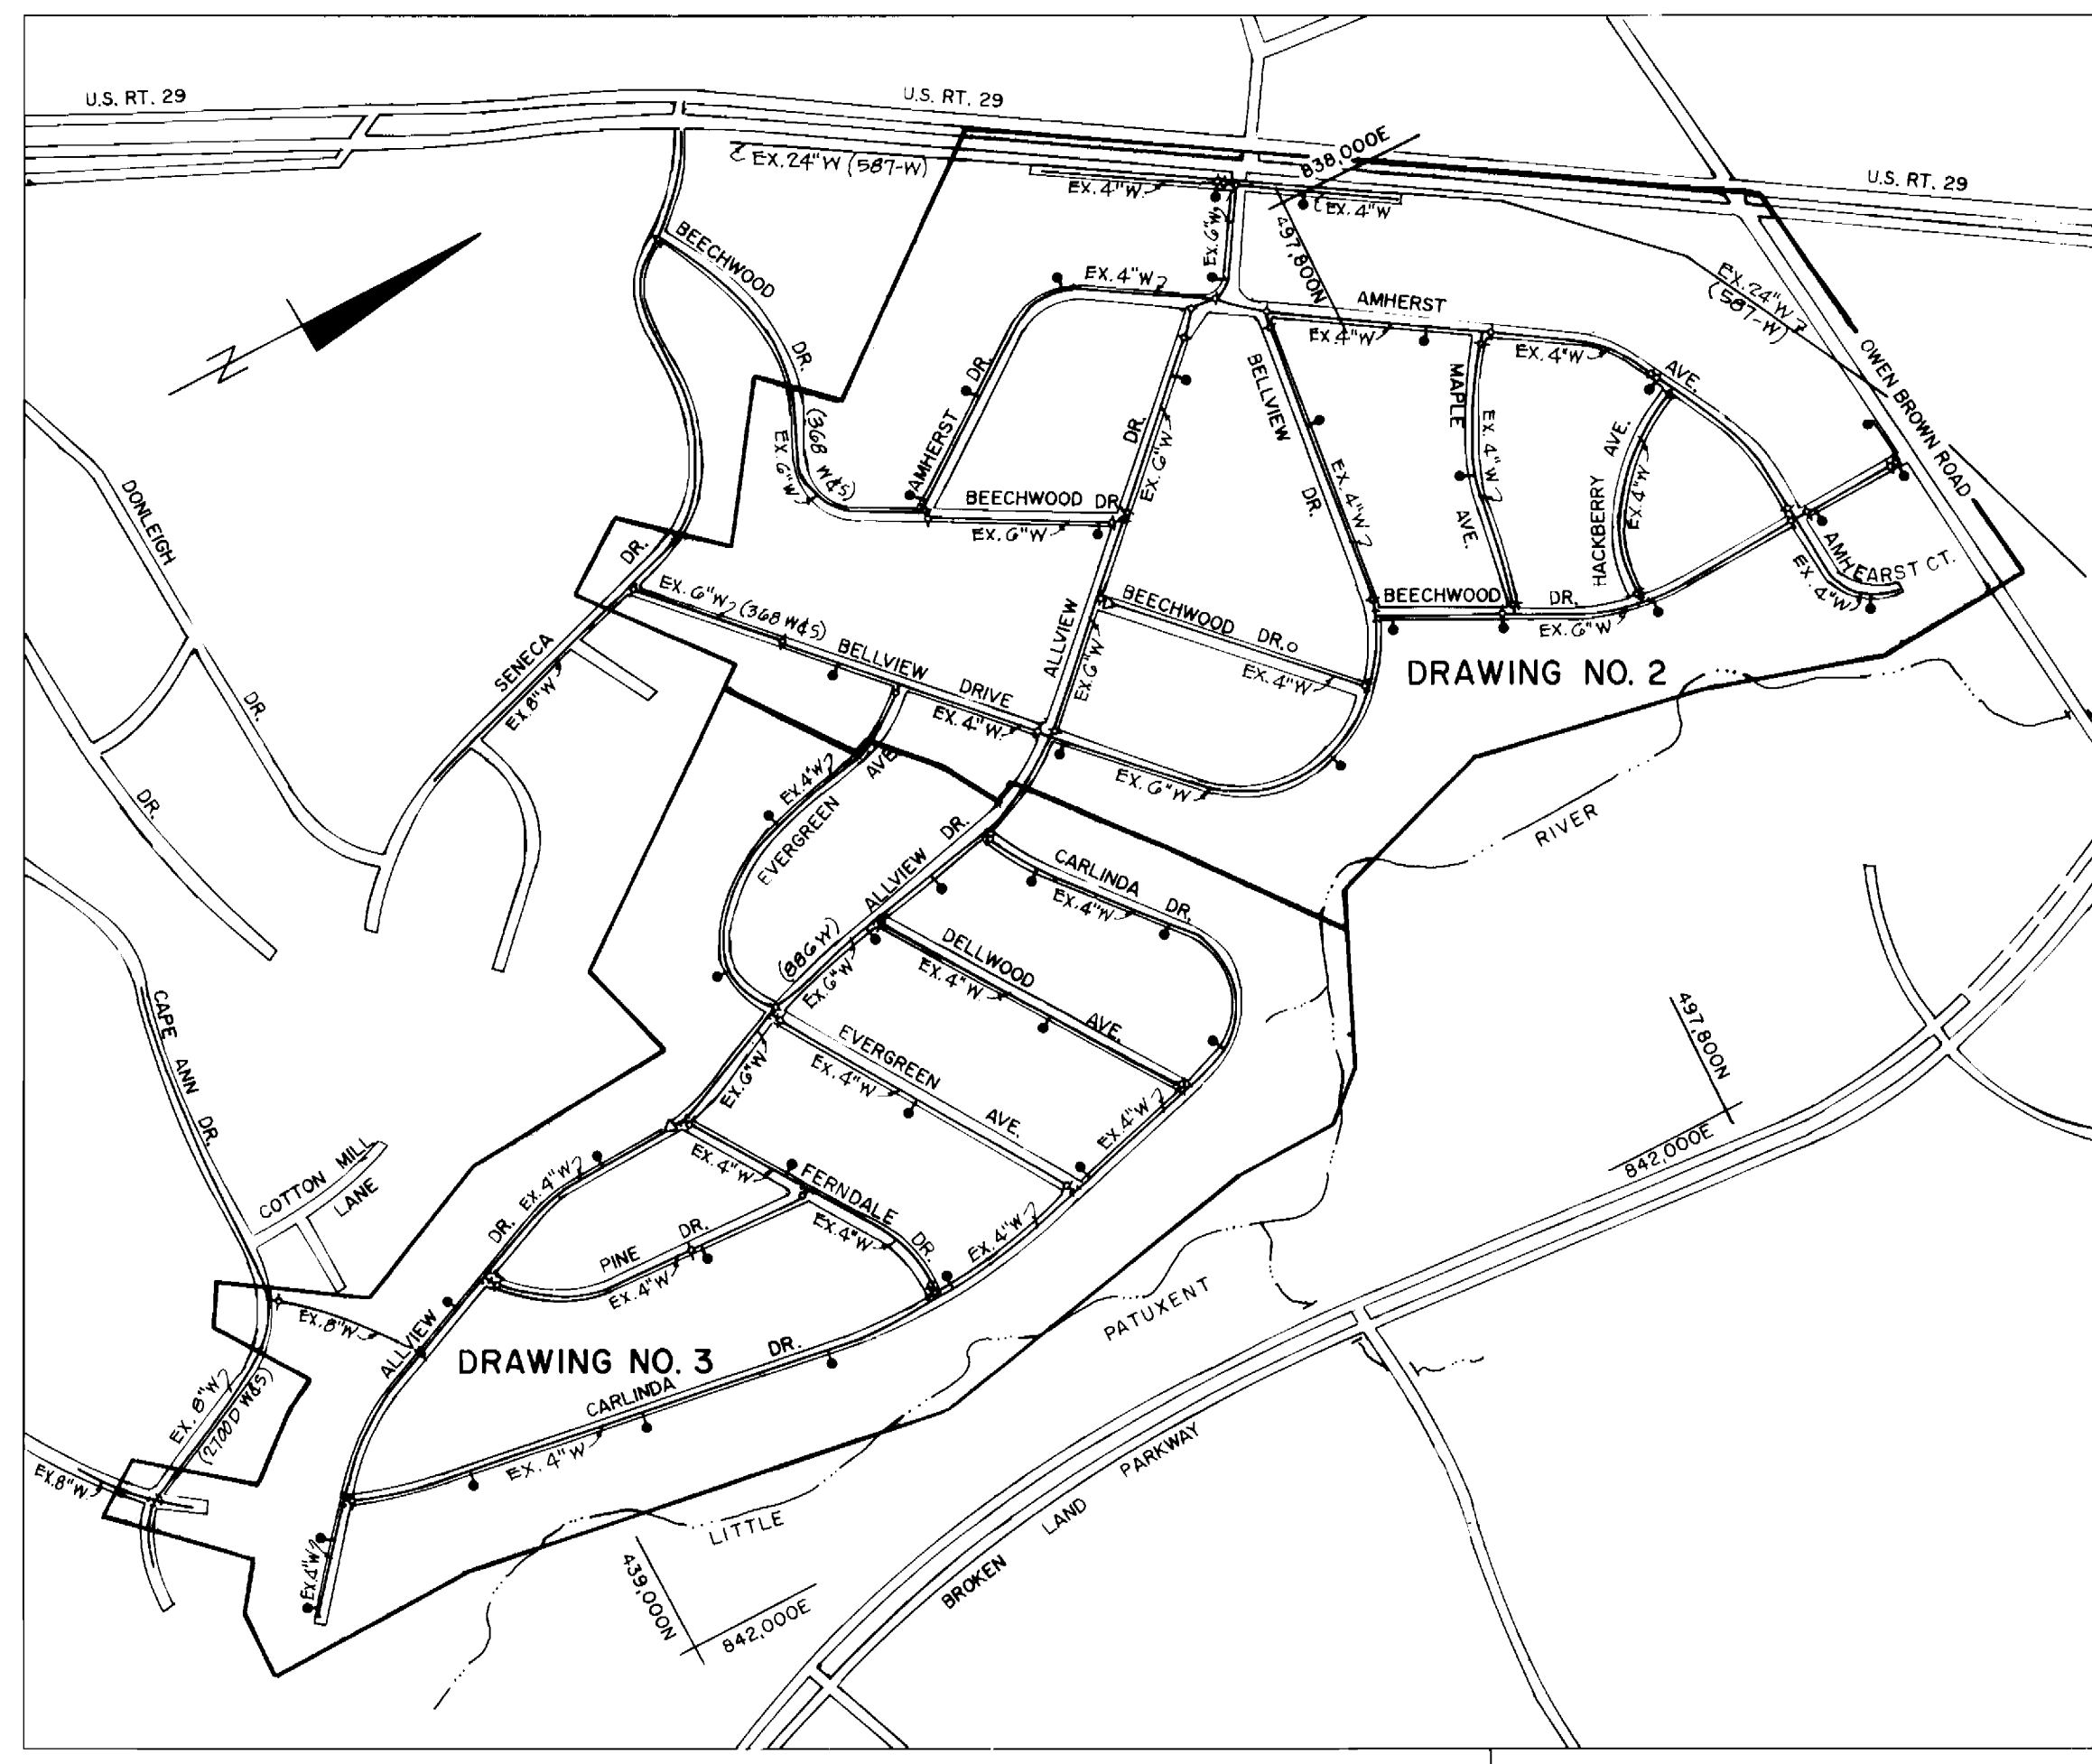 U.S. RT. 29
U.S. RT. 29
U.S. RT. 29
EX. 24"W (587-W)
EX. 4"W
838,000E
EX. 4"W
EX. 6"W
497,800N
BEECHWOOD
DR.
EX. 4"W
AMHERST
EX. 4"W
EX. 4"W
AVE.
EX. 24"W
(587-W)
OWEN BROWN ROAD
N
AMHERST DR.
DR.
EX. 6"W
BELLVIEW
DR.
EX. 4"W
MAPLE
AVE.
EX. 4"W
HACKBERRY AVE.
EX. 4"W
(368 W&S)
EX. 6"W
BEECHWOOD DR.
EX. 6"W
AMHEARST CT.
EX. 4"W
DONLEIGH
DR.
DR.
DR.
SENECA
EX. 8"W
EX. 6"W (368 W&S)
BELLVIEW
DRIVE
EX. 4"W
ALLVIEW
EX. 6"W
BEECHWOOD DR.
EX. 4"W
BEECHWOOD DR.
EX. 6"W
DRAWING NO. 2
EX. 6"W
EX. 4"W
EVERGREEN
AVE.
ALLVIEW DR.
(886 W)
EX. 6"W
CARLINDA DR.
EX. 4"W
DELLWOOD AVE.
EX. 4"W
RIVER
EVERGREEN AVE.
EX. 4"W
EX. 6"W
EX. 4"W
497,800N
842,000E
CAPE ANN DR.
COTTON MILL
LANE
EX. 4"W
DR.
EX. 4"W
FERNDALE DR.
EX. 4"W
PINE DR.
EX. 4"W
EX. 4"W
EX. 8"W
ALLVIEW
DRAWING NO. 3
CARLINDA
DR.
EX. 4"W
EX. 8"W
(2700D W&S)
EX. 8"W
EX. 4"W
PATUXENT
LITTLE
BROKEN LAND PARKWAY
439,000N
842,000E